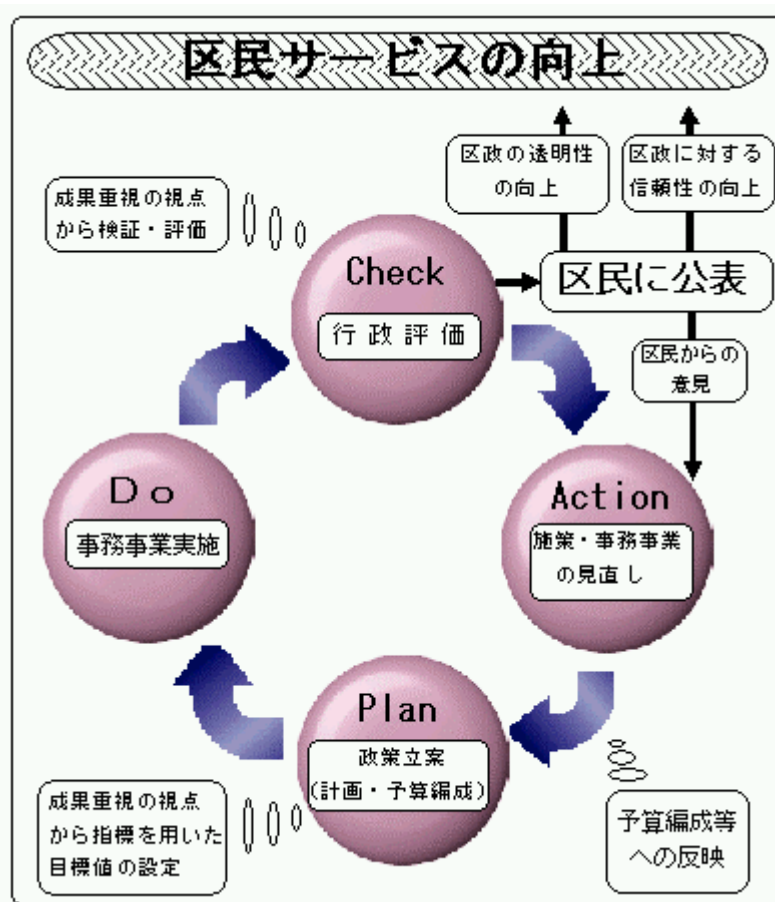 区民サービスの向上
区政の透明性
の向上
区政に対する
信頼性の向上
成果重視の視点
から検証・評価
Check
行政評価
区民に公表
区民からの
意見
Do
事務事業実施
Action
施策・事務事業
の見直し
Plan
政策立案
(計画・予算編成)
成果重視の視点
から指標を用いた
目標値の設定
予算編成等
への反映